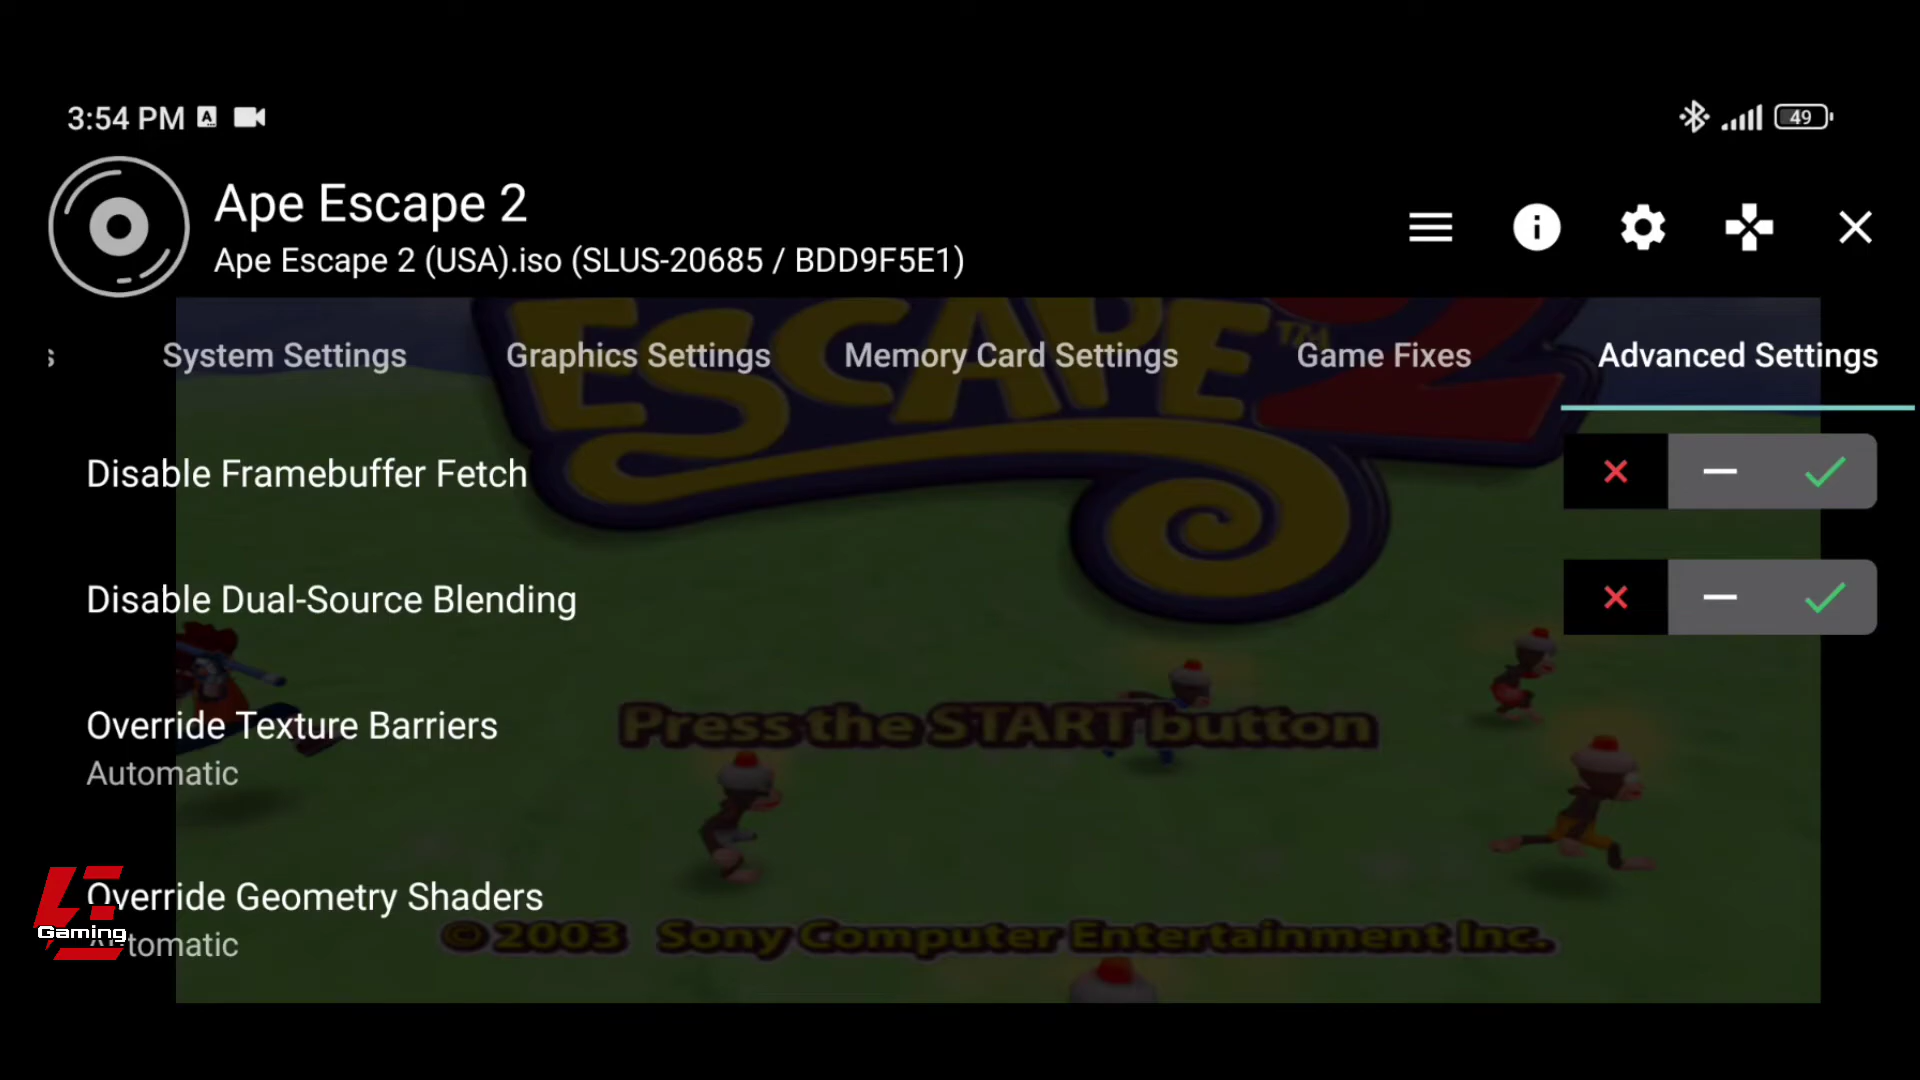 3:54 PM A
49
Ape Escape 2
Ape Escape 2 (USA).iso (SLUS-20685 / BDD9F5E1)
ESCAPE 2™
s System Settings Graphics Settings Memory Card Settings Game Fixes Advanced Settings
Disable Framebuffer Fetch
Disable Dual-Source Blending
Override Texture Barriers
Automatic
Press the START button
Override Geometry Shaders
Gaming
tomatic
© 2003 Sony Computer Entertainment Inc.